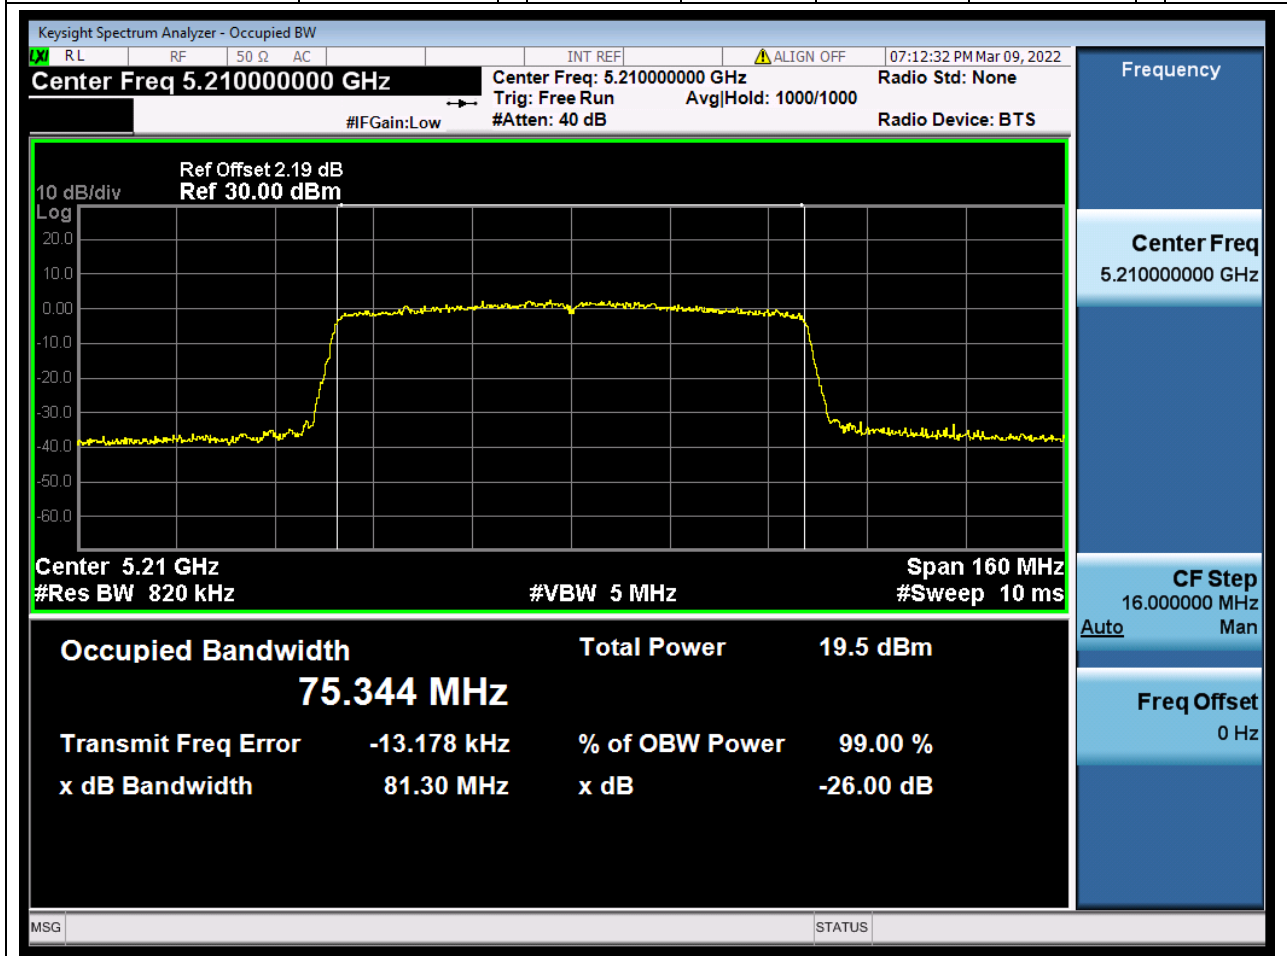 Keysight Spectrum Analyzer - Occupied BW
LXI RL RF 50 Ω AC INT REF ALIGN OFF 07:12:32 PM Mar 09, 2022
Center Freq 5.210000000 GHz
Center Freq: 5.210000000 GHz
Radio Std: None
Trig: Free Run Avg|Hold: 1000/1000
#IFGain:Low #Atten: 40 dB Radio Device: BTS
Ref Offset 2.19 dB
10 dB/div Ref 30.00 dBm
Log
20.0
10.0
0.00
-10.0
-20.0
-30.0
-40.0
-50.0
-60.0
Center 5.21 GHz Span 160 MHz
#Res BW 820 kHz #VBW 5 MHz #Sweep 10 ms
Occupied Bandwidth Total Power 19.5 dBm
75.344 MHz
Transmit Freq Error -13.178 kHz % of OBW Power 99.00 %
x dB Bandwidth 81.30 MHz x dB -26.00 dB
MSG STATUS
Frequency
Center Freq
5.210000000 GHz
CF Step
16.000000 MHz
Auto Man
Freq Offset
0 Hz